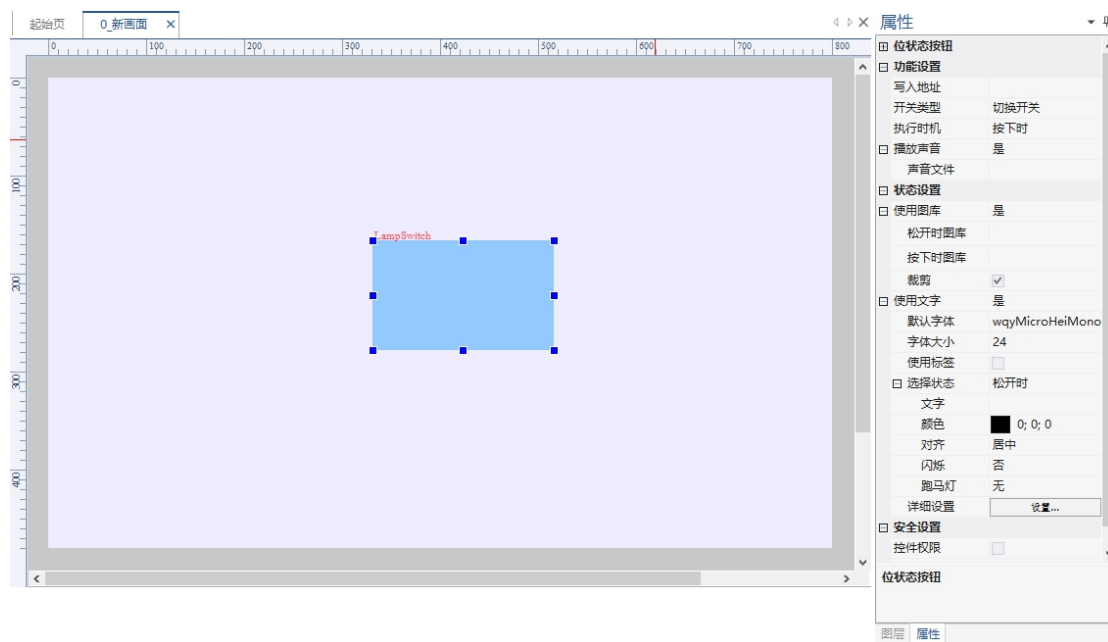 起始页 0_新画面
属性
0 100 200 300 400 500 600 700 800
0
100
200
300
400
LampSwitch
位状态按钮
功能设置
写入地址
开关类型 切换开关
执行时机 按下时
播放声音 是
声音文件
状态设置
使用图库 是
松开时图库
按下时图库
裁剪
使用文字 是
默认字体 wqyMicroHeiMono
字体大小 24
使用标签
选择状态 松开时
文字
颜色 0; 0; 0
对齐 居中
闪烁 否
跑马灯 无
详细设置 设置...
安全设置
控件权限
位状态按钮
图层 属性